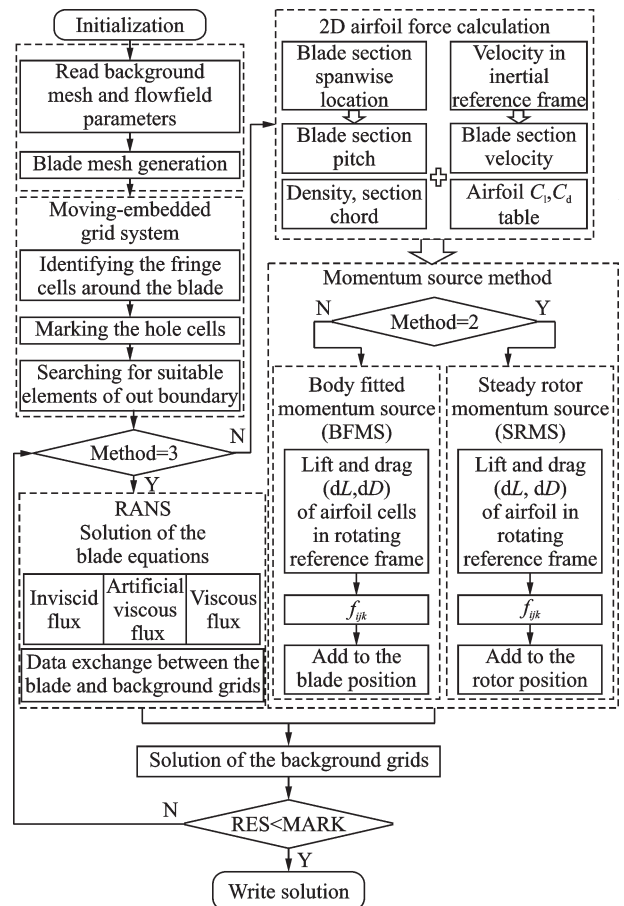 Initialization
Read background
mesh and flowfield
parameters
Blade mesh generation
Moving-embedded
grid system
Identifying the fringe
cells around the blade
Marking the hole cells
Searching for suitable
elements of out boundary
Method=3
N
Y
RANS
Solution of the
blade equations
Inviscid
flux
Artificial
viscous
flux
Viscous
flux
Data exchange between the
blade and background grids
2D airfoil force calculation
Blade section
spanwise
location
Velocity in
inertial
reference frame
Blade section
pitch
Blade section
velocity
Density, section
chord
Airfoil Cl,Cd
table
Momentum source method
N
Y
Method=2
Body fitted
momentum source
(BFMS)
Lift and drag
(dL,dD)
of airfoil cells
in rotating
reference frame
fijk
Add to the
blade position
Steady rotor
momentum source
(SRMS)
Lift and drag
(dL, dD)
of airfoil in
rotating
reference frame
fijk
Add to the
rotor position
Solution of the background grids
N
RES<MARK
Y
Write solution